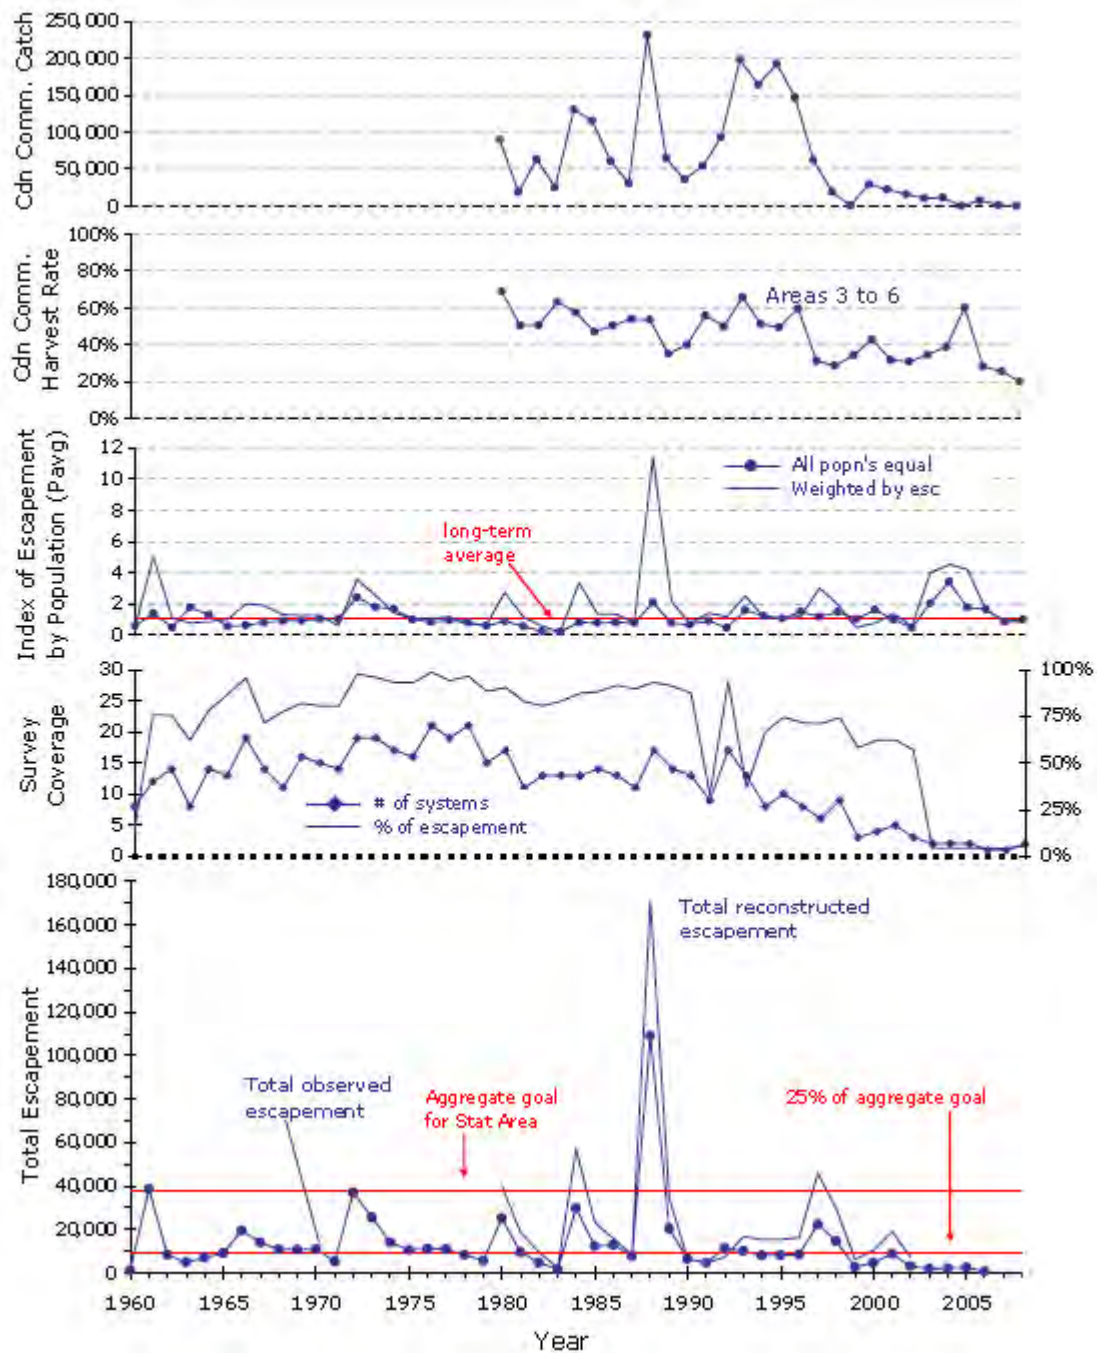 Cdn Comm. Catch
250,000
200,000
150,000
100,000
50,000
0
Cdn Comm.
Harvest Rate
100%
80%
60%
40%
20%
0%
Areas 3 to 6
Index of Escapement
by Population (Pavg)
12
10
8
6
4
2
0
All popn's equal
Weighted by esc
long-term
average
Survey
Coverage
30
25
20
15
10
5
0
100%
75%
50%
25%
0%
# of systems
% of escapement
Total Escapement
180,000
160,000
140,000
120,000
100,000
80,000
60,000
40,000
20,000
0
Total reconstructed
escapement
Total observed
escapement
Aggregate goal
for Stat Area
25% of aggregate goal
1960 1965 1970 1975 1980 1985 1990 1995 2000 2005
Year